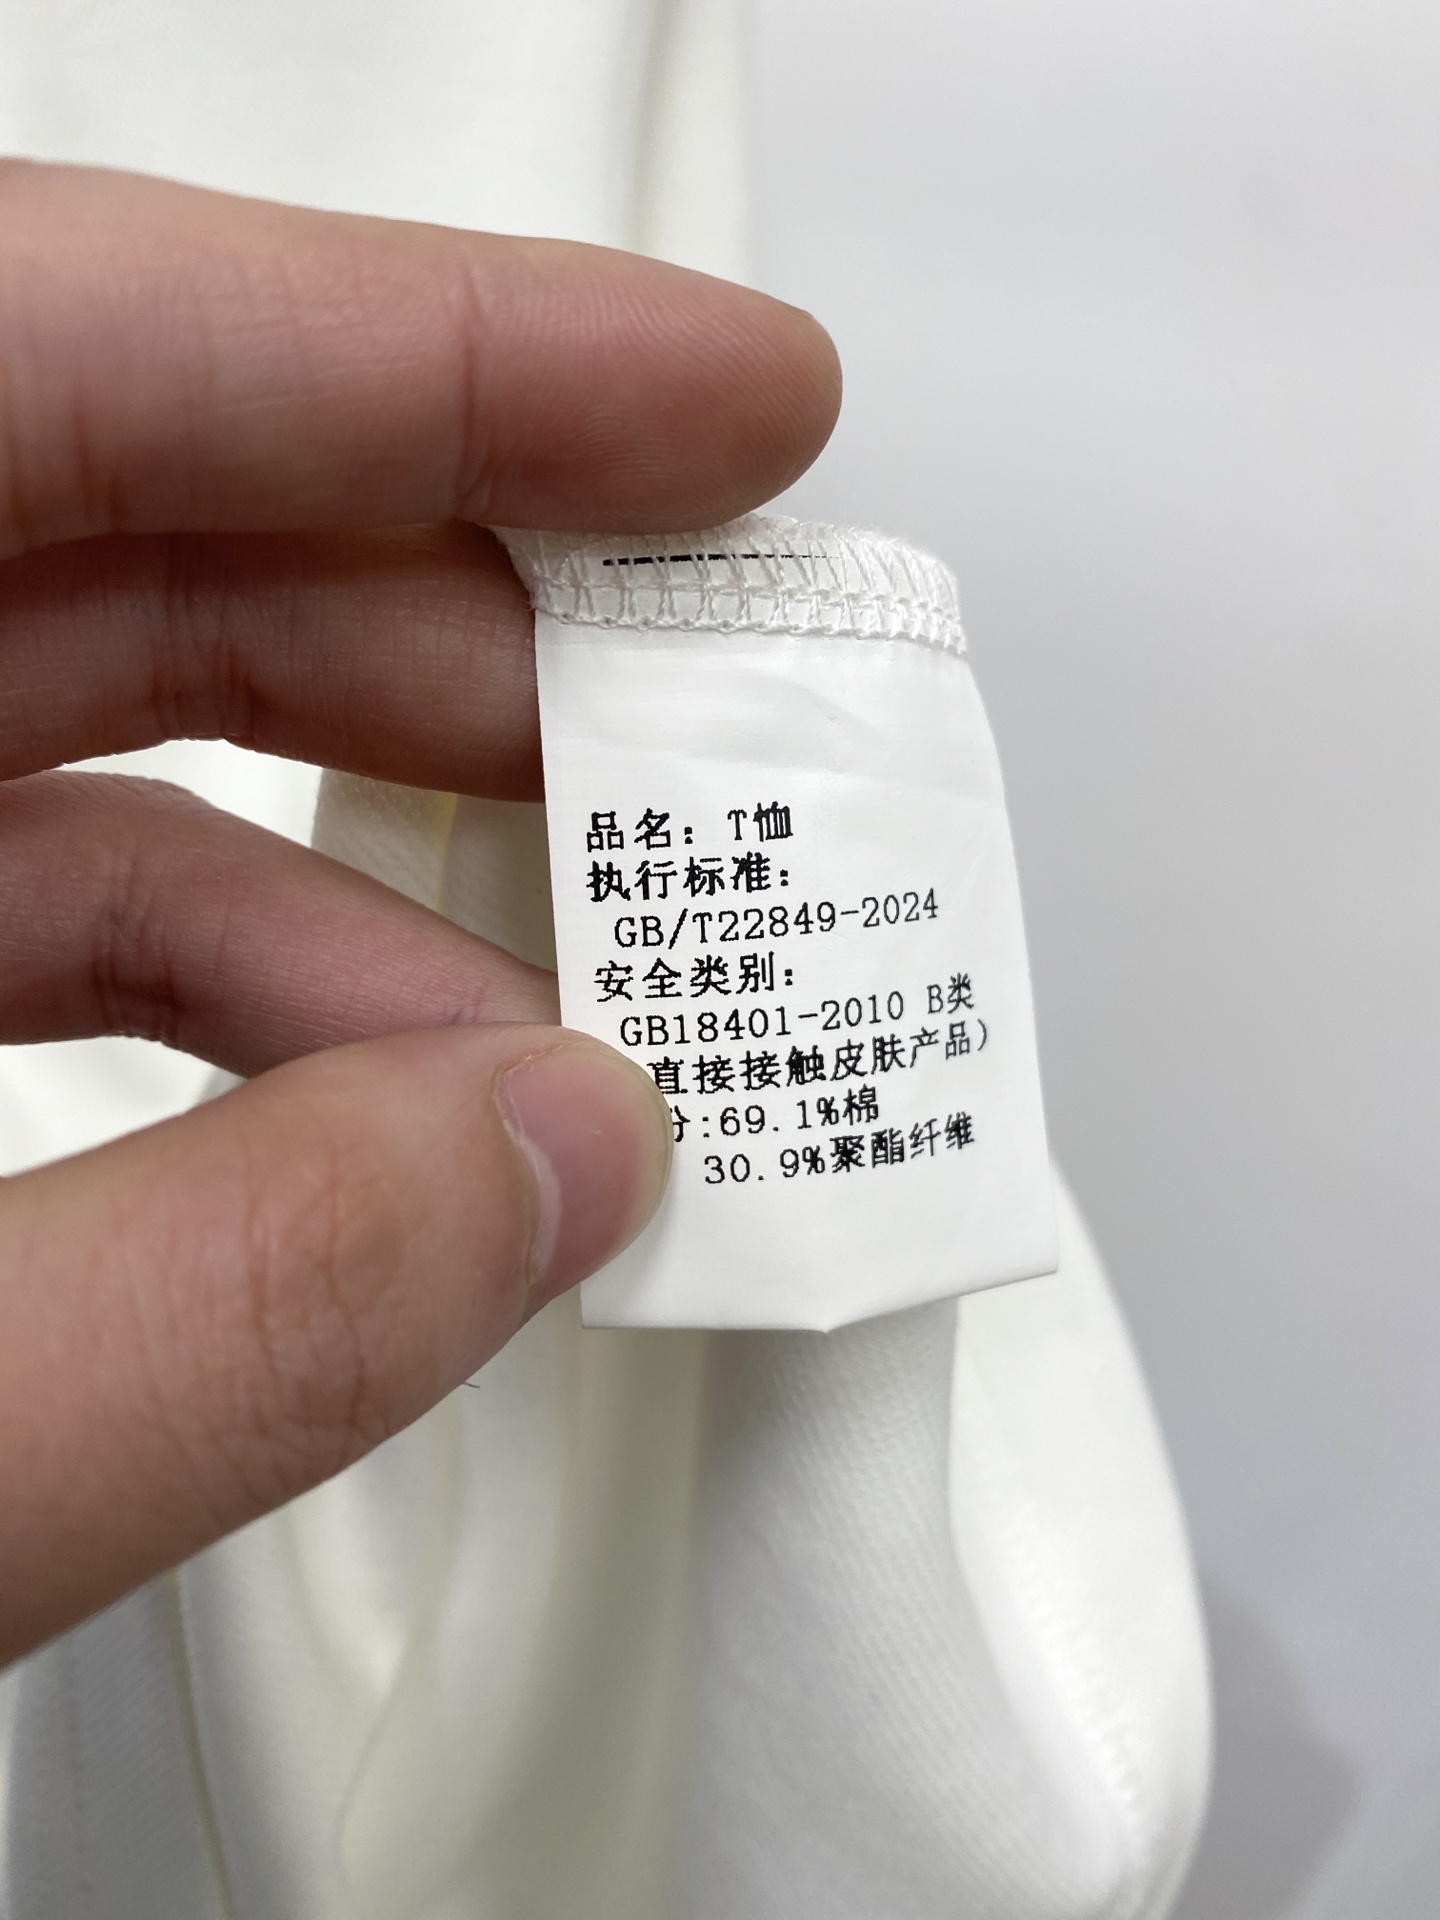 品名：T恤
执行标准：
GB/T22849-2024
安全类别：
GB18401-2010 B类
直接接触皮肤产品)
:69.1%棉
30.9%聚酯纤维